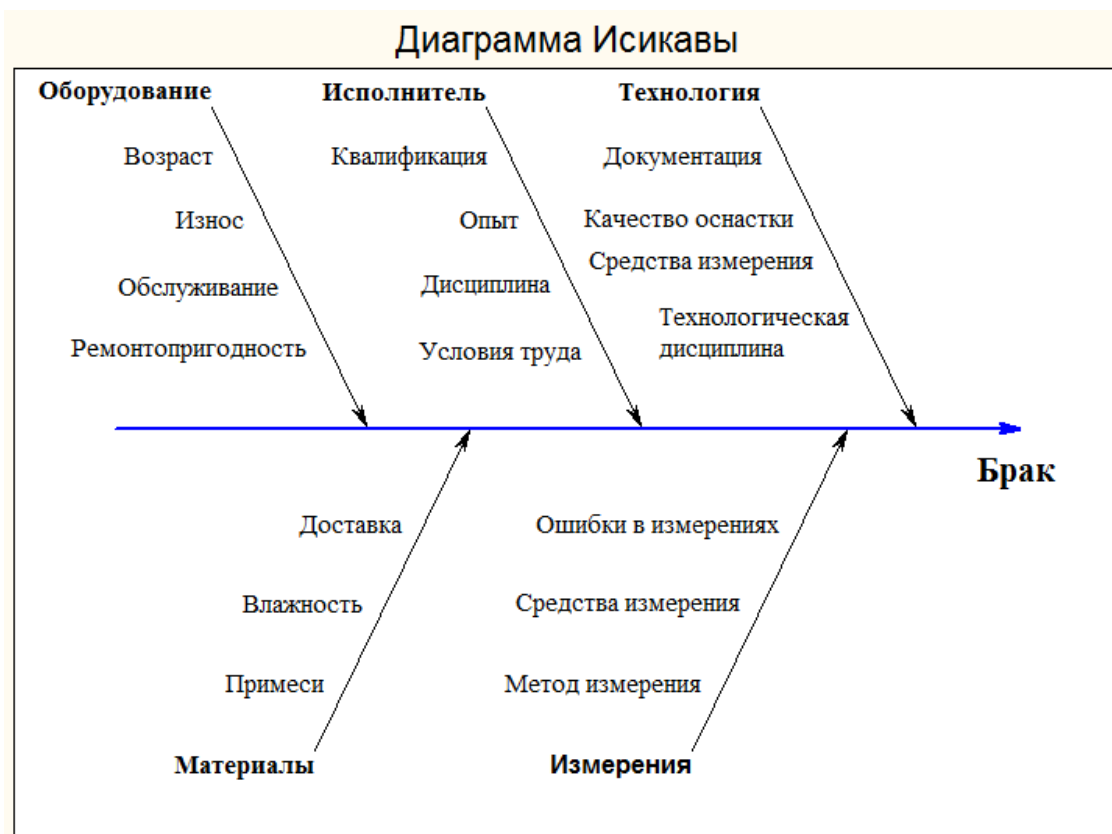 Диаграмма Исикавы
Оборудование
Возраст
Износ
Обслуживание
Ремонтопригодность
Исполнитель
Квалификация
Опыт
Дисциплина
Условия труда
Технология
Документация
Качество оснастки
Средства измерения
Технологическая
дисциплина
Брак
Доставка
Влажность
Примеси
Материалы
Ошибки в измерениях
Средства измерения
Метод измерения
Измерения